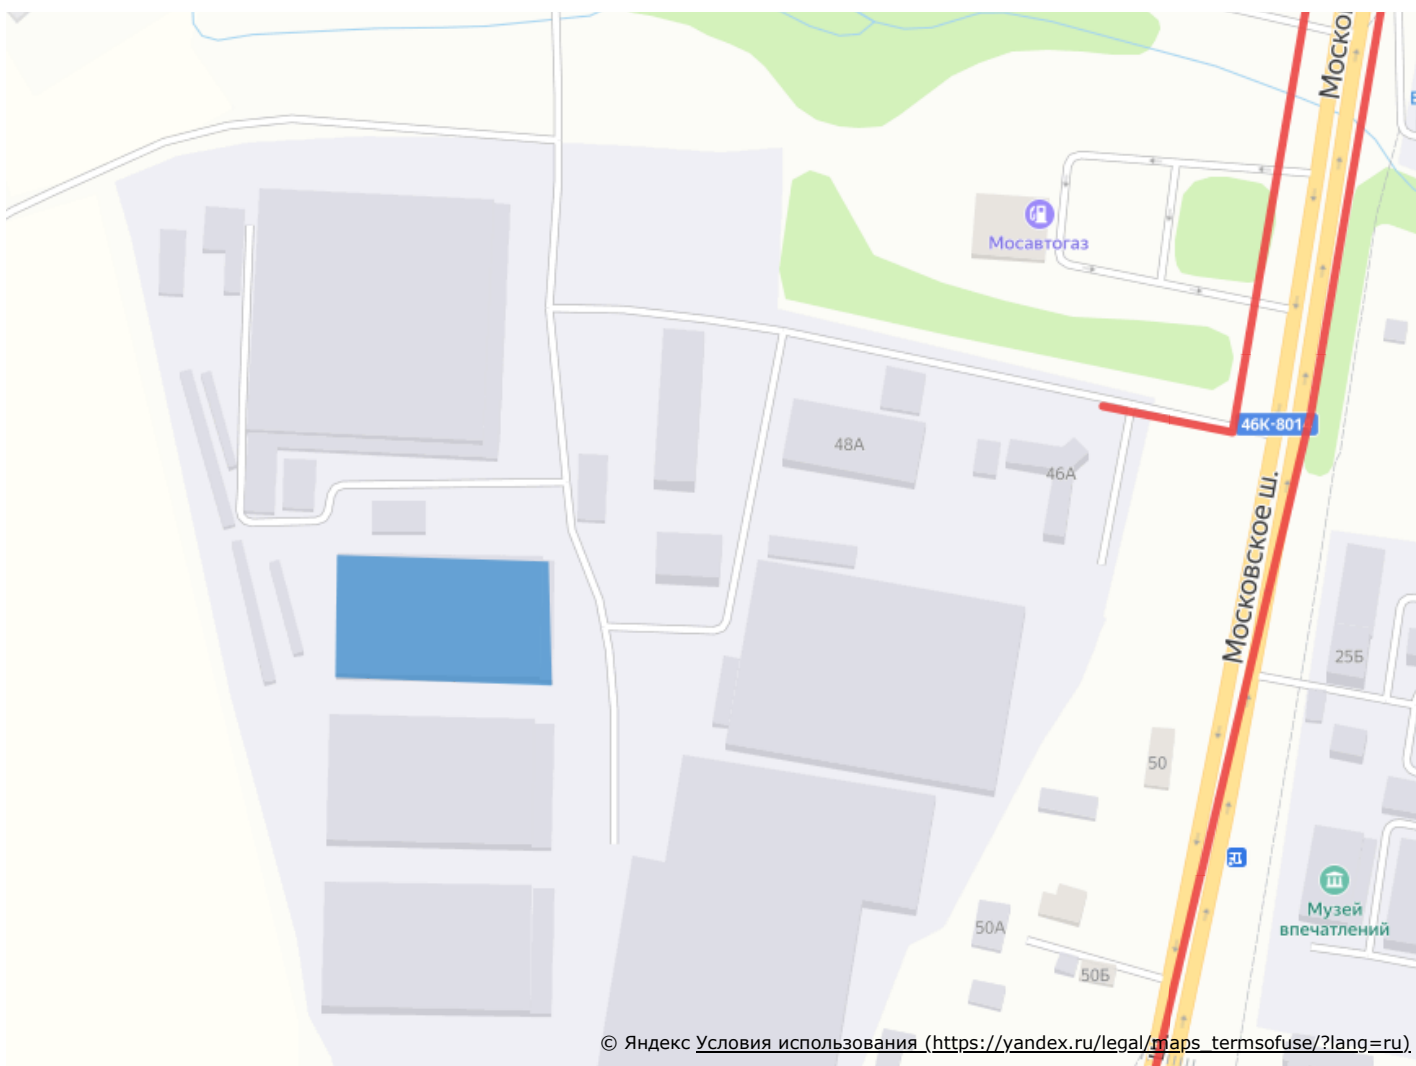 Моско
Мосавтогаз
46К-801
48А
46А
Московское ш.
25Б
50
Музей
впечатлений
50А
50Б
© Яндекс Условия использования (https://yandex.ru/legal/maps_termsofuse/?lang=ru)